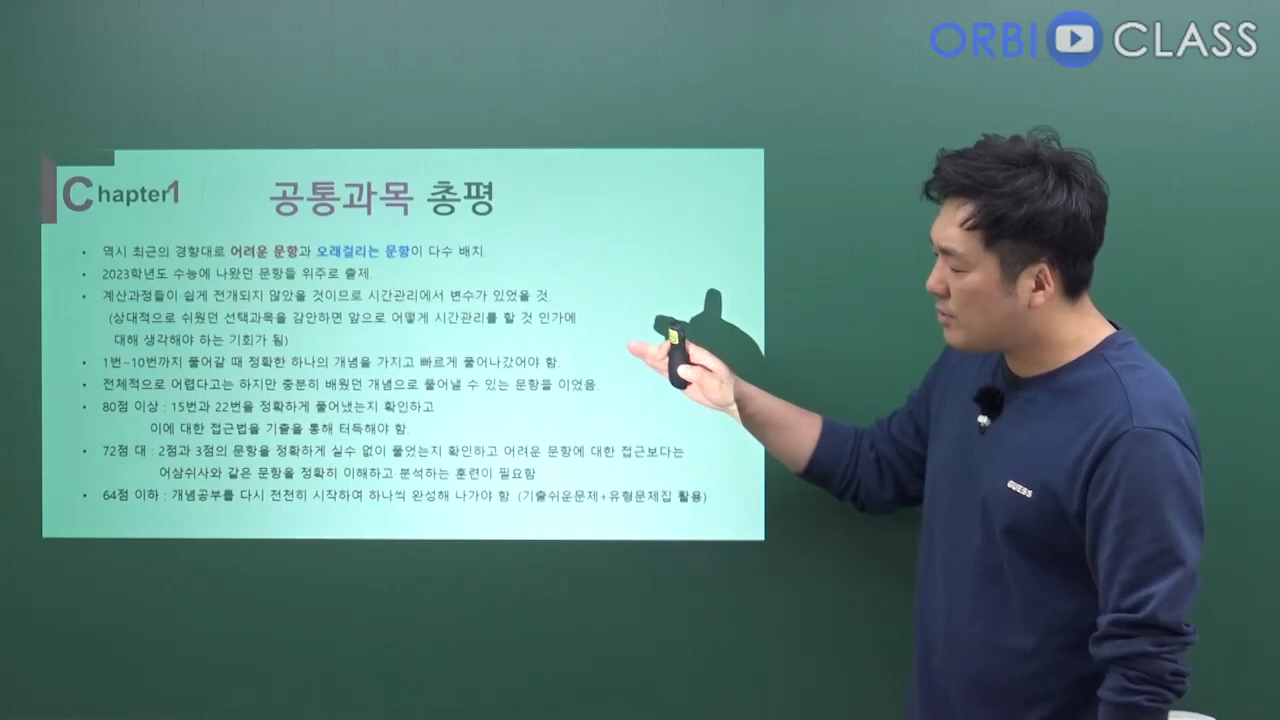 ORBI CLASS
Chapter1
공통과목 총평
• 역시 최근의 경향대로 어려운 문항과 오래걸리는 문항이 다수 배치.
• 2023학년도 수능에 나왔던 문항들 위주로 출제.
• 계산과정들이 쉽게 전개되지 않았을 것이므로 시간관리에서 변수가 있었을 것.
(상대적으로 쉬웠던 선택과목을 감안하면 앞으로 어떻게 시간관리를 할 것 인가에
대해 생각해야 하는 기회가 됨)
• 1번~10번까지 풀어갈 때 정확한 하나의 개념을 가지고 빠르게 풀어나갔어야 함.
• 전체적으로 어렵다고는 하지만 충분히 배웠던 개념으로 풀어낼 수 있는 문항들 이었음.
• 80점 이상 : 15번과 22번을 정확하게 풀어냈는지 확인하고
이에 대한 접근법을 기출을 통해 터득해야 함.
• 72점 대 : 2점과 3점의 문항을 정확하게 실수 없이 풀었는지 확인하고 어려운 문항에 대한 접근보다는
어삼쉬사와 같은 문항을 정확히 이해하고 분석하는 훈련이 필요함
• 64점 이하 : 개념공부를 다시 천천히 시작하여 하나씩 완성해 나가야 함 (기출쉬운문제+유형문제집 활용)
GUESS